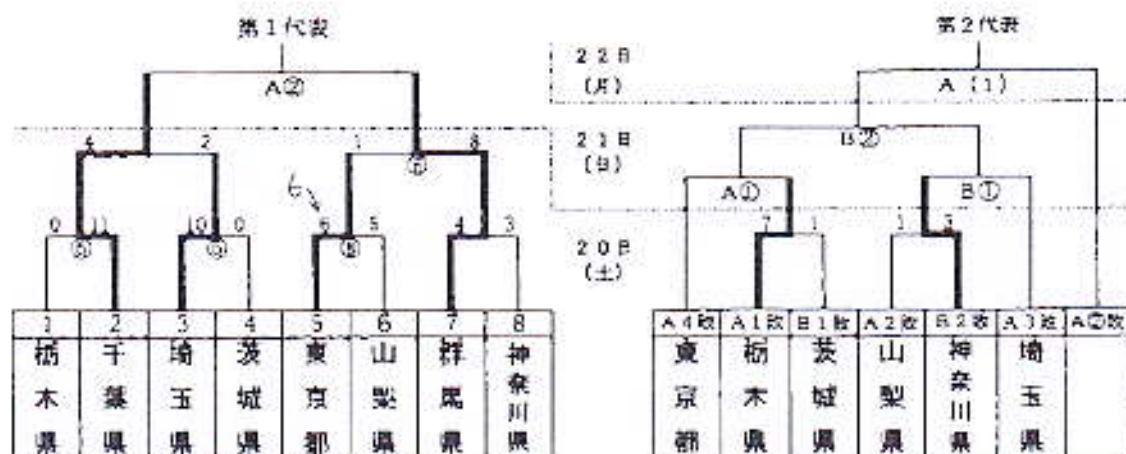 第1代表
第2代表
A②
A (1)
22日
(月)
4 2 1 8
21日
(日)
B②
A① B①
0 11 10 0 6 5 4 3
6
7 1 1
20日
(土)
1 2 3 4 5 6 7 8
栃木県 千葉県 埼玉県 茨城県 東京都 山梨県 群馬県 神奈川県
A4敗 A1敗 B1敗 A2敗 B2敗 A3敗 A②敗
東京都 栃木県 茨城県 山梨県 神奈川県 埼玉県